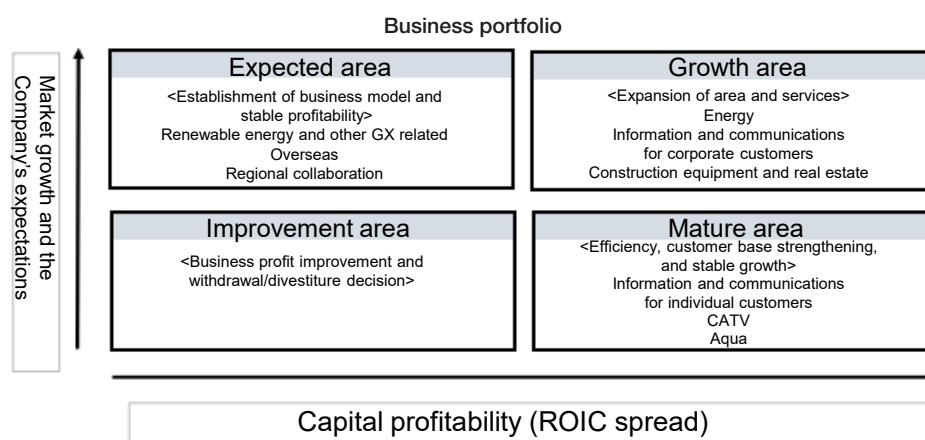 Business portfolio
Market growth and the
Company's expectations
Expected area
<Establishment of business model and
stable profitability>
Renewable energy and other GX related
Overseas
Regional collaboration
Growth area
<Expansion of area and services>
Energy
Information and communications
for corporate customers
Construction equipment and real estate
Improvement area
<Business profit improvement and
withdrawal/divestiture decision>
Mature area
<Efficiency, customer base strengthening,
and stable growth>
Information and communications
for individual customers
CATV
Aqua
Capital profitability (ROIC spread)